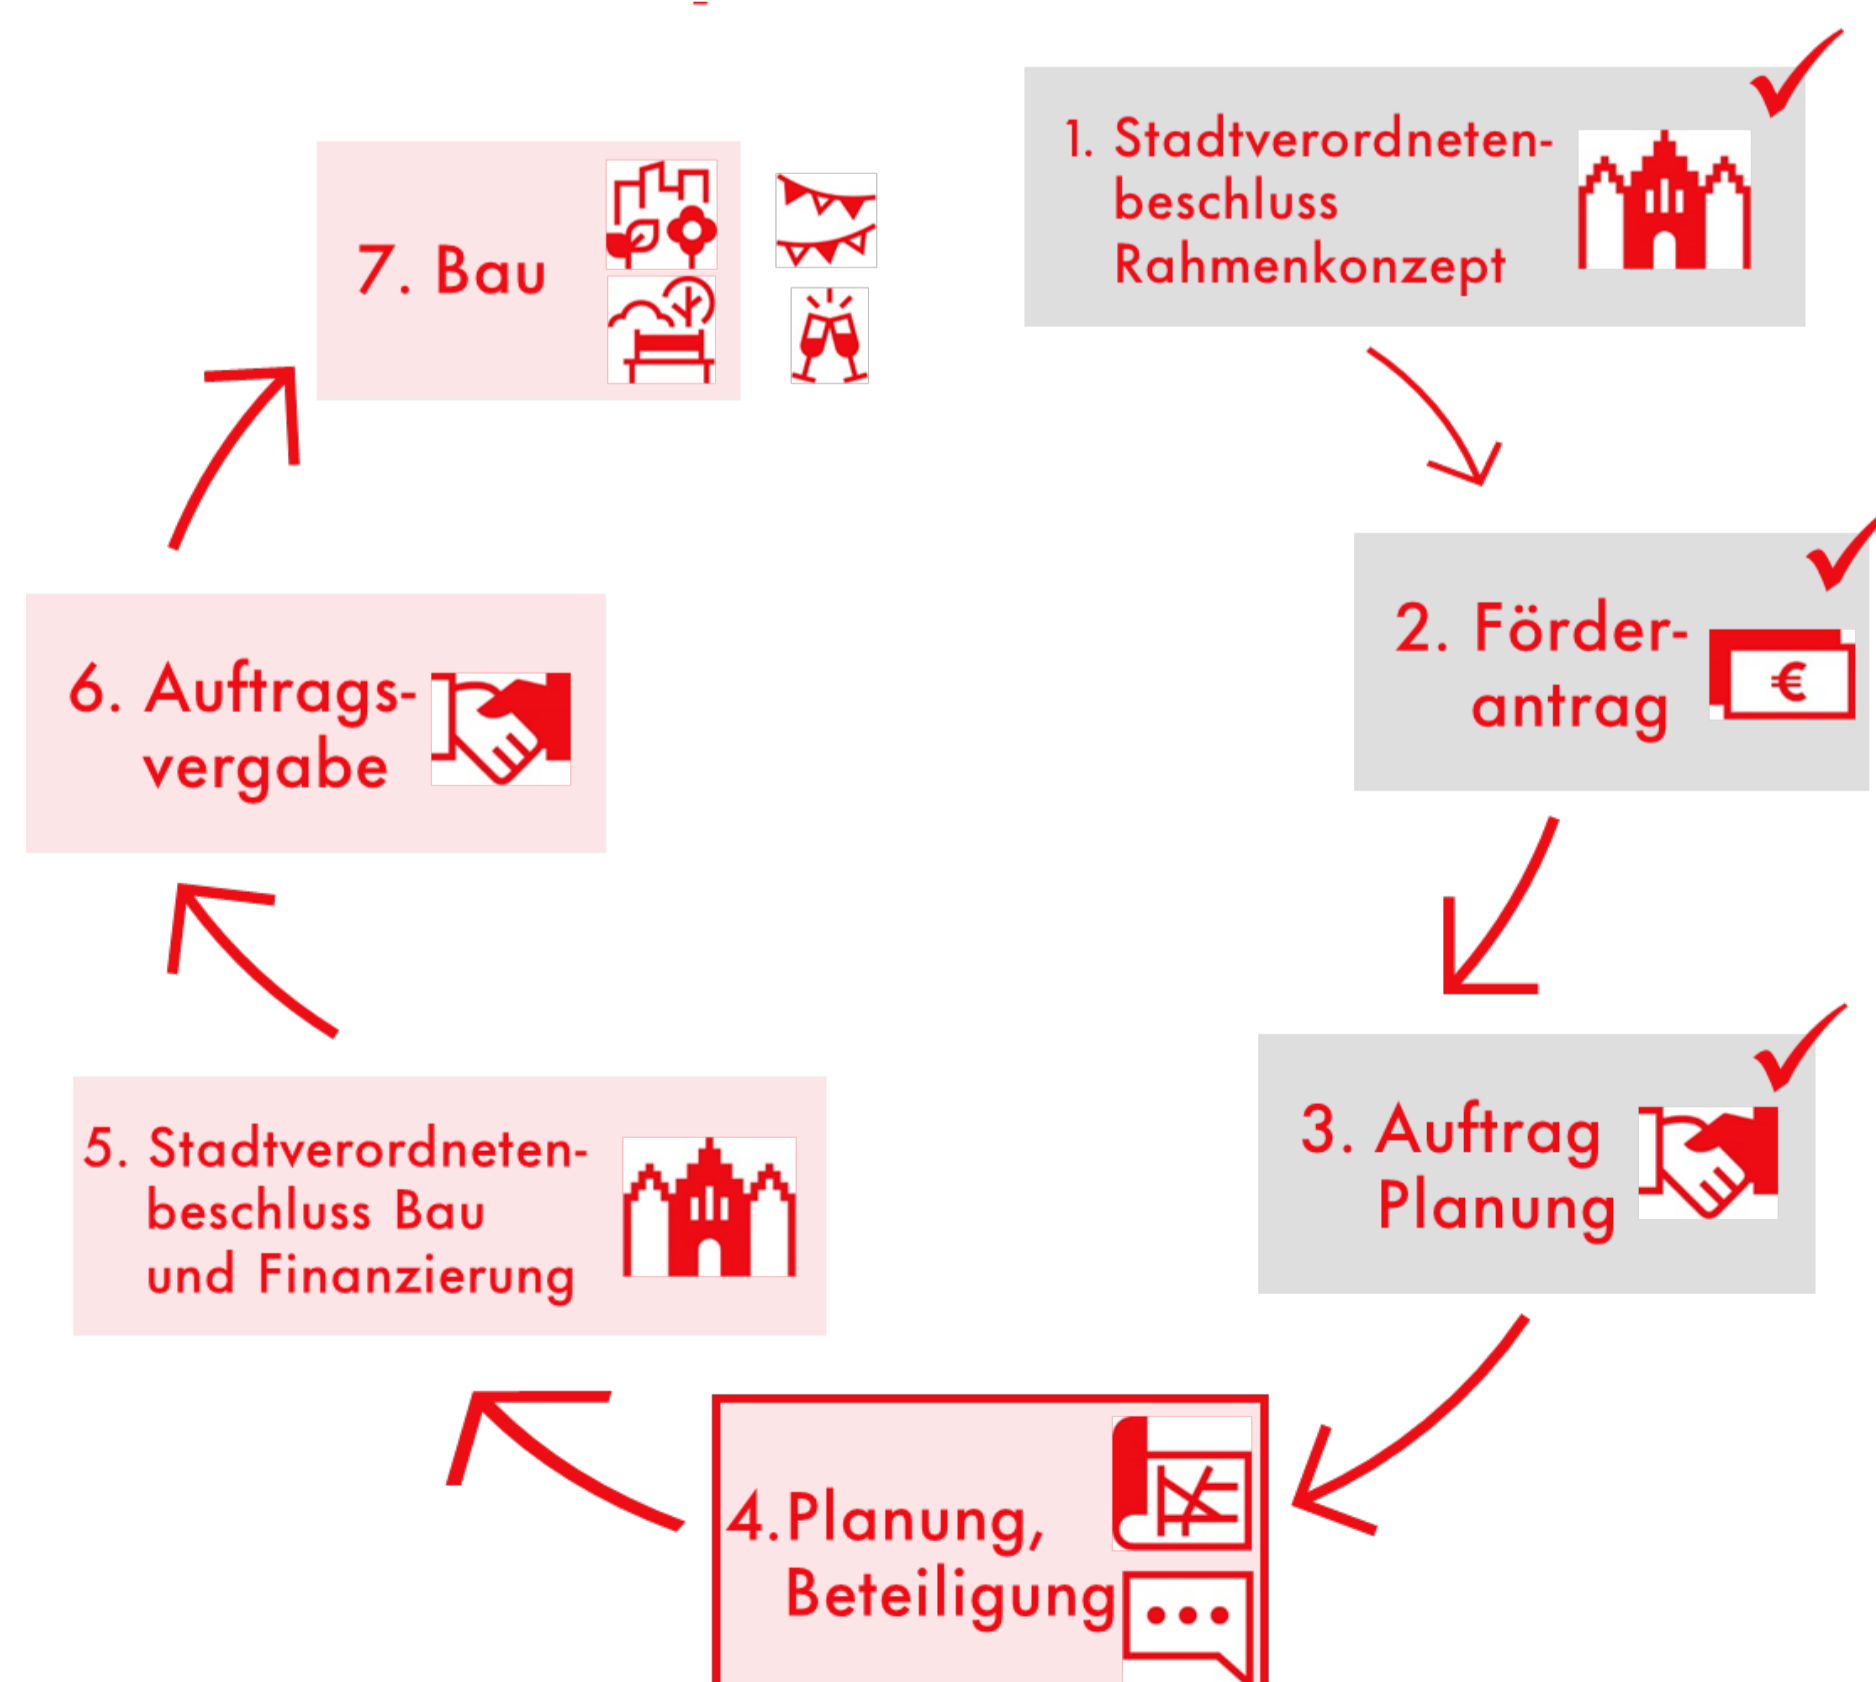 1. Stadtverordneten-
beschluss
Rahmenkonzept
2. Förder-
antrag
€
3. Auftrag
Planung
4. Planung,
Beteiligung
5. Stadtverordneten-
beschluss Bau
und Finanzierung
6. Auftrags-
vergabe
7. Bau